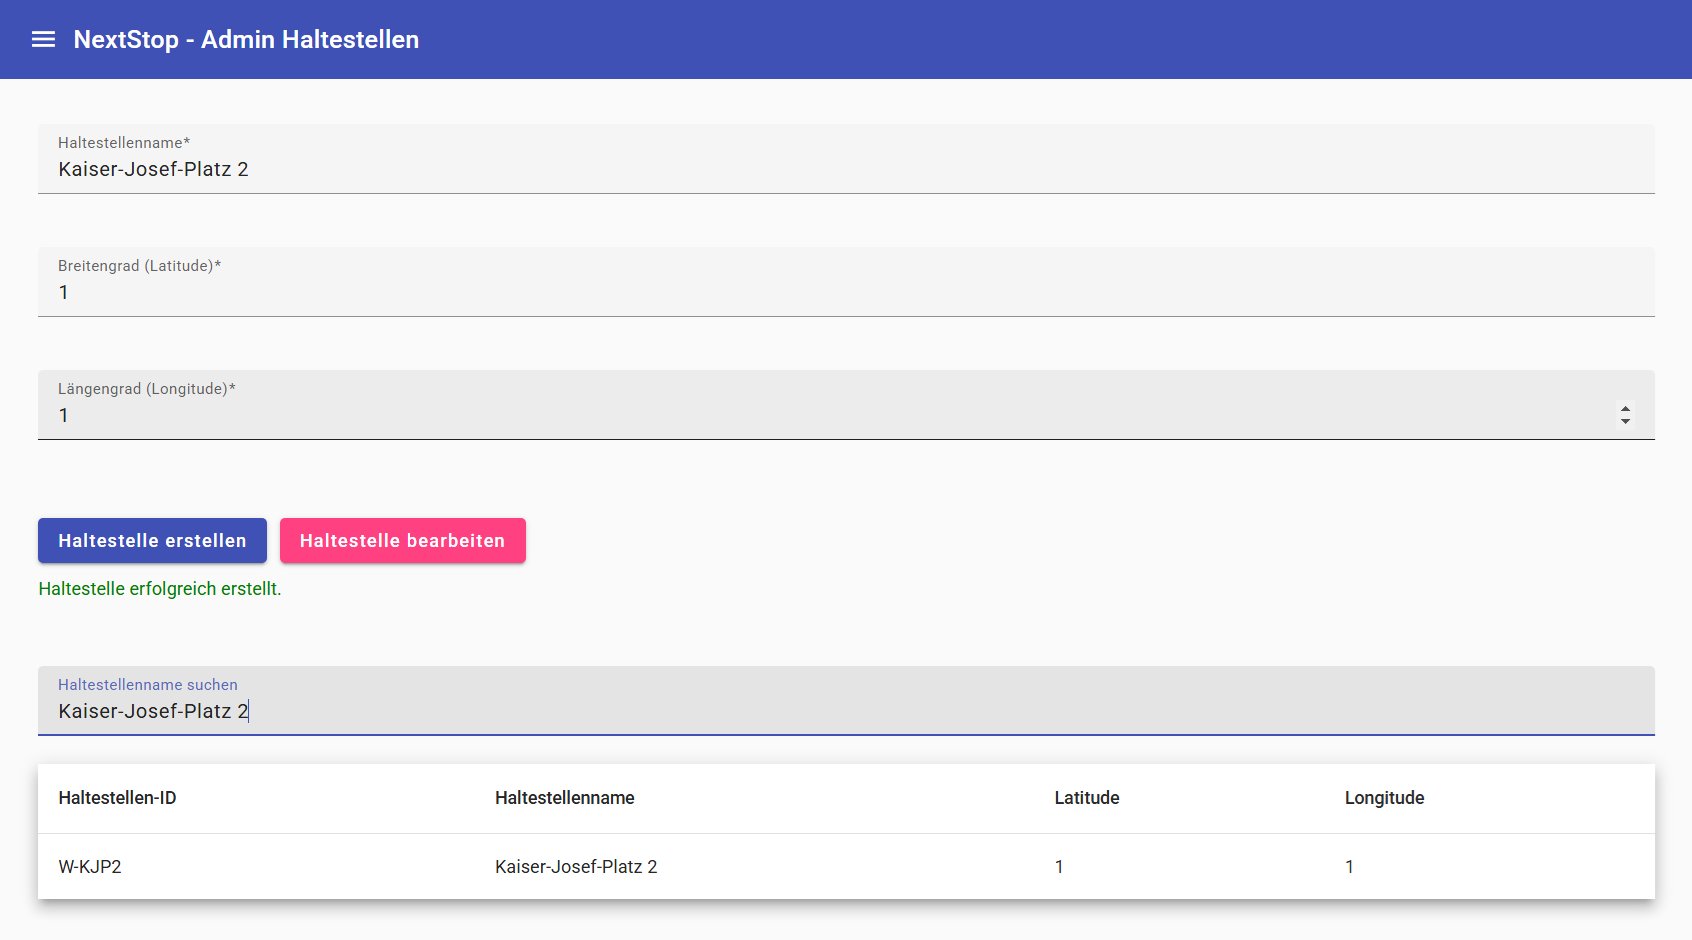 NextStop - Admin Haltestellen
Haltestellenname*
Kaiser-Josef-Platz 2
Breitengrad (Latitude)*
1
Längengrad (Longitude)*
1
Haltestelle erstellen Haltestelle bearbeiten
Haltestelle erfolgreich erstellt.
Haltestellenname suchen
Kaiser-Josef-Platz 2
Haltestellen-ID Haltestellenname Latitude Longitude
W-KJP2 Kaiser-Josef-Platz 2 1 1